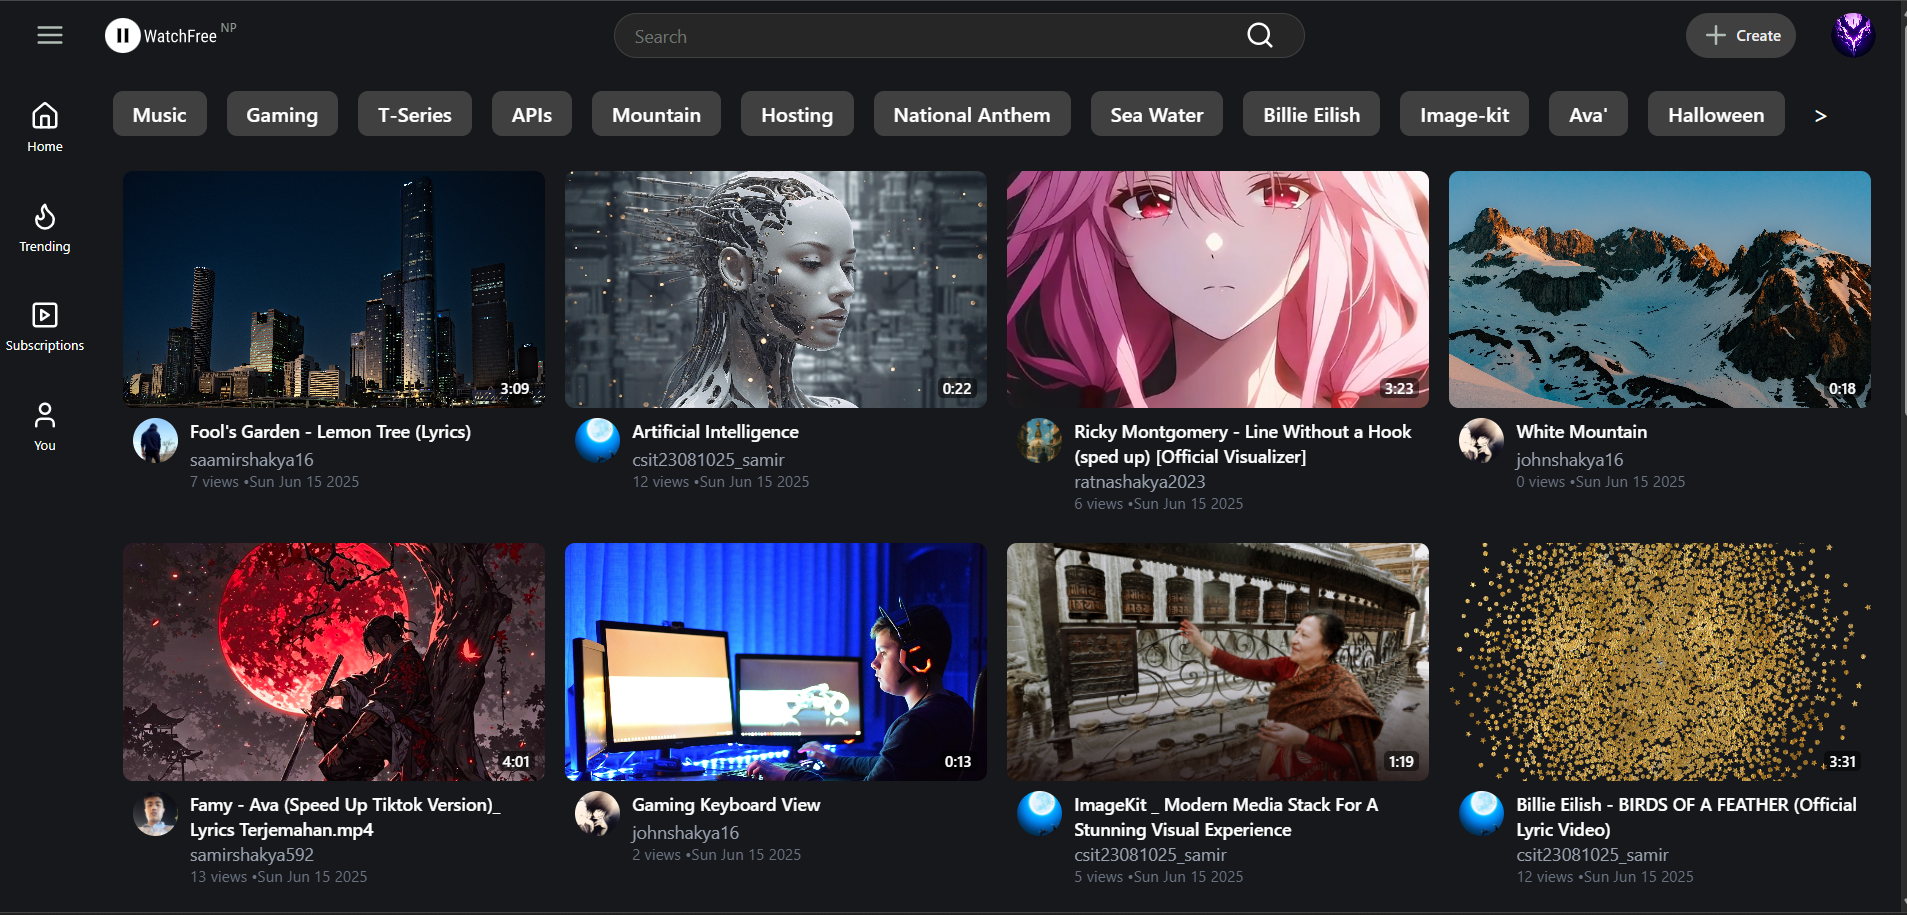 WatchFree NP
Search
Create
Music
Gaming
T-Series
APIs
Mountain
Hosting
National Anthem
Sea Water
Billie Eilish
Image-kit
Ava'
Halloween
>
Home
Trending
Subscriptions
You
3:09
Fool's Garden - Lemon Tree (Lyrics)
saamirshakya16
7 views •Sun Jun 15 2025
0:22
Artificial Intelligence
csit23081025_samir
12 views •Sun Jun 15 2025
3:23
Ricky Montgomery - Line Without a Hook
(sped up) [Official Visualizer]
ratnashakya2023
6 views •Sun Jun 15 2025
0:18
White Mountain
johnshakya16
0 views •Sun Jun 15 2025
4:01
Famy - Ava (Speed Up Tiktok Version)_
Lyrics Terjemahan.mp4
samirshakya592
13 views •Sun Jun 15 2025
0:13
Gaming Keyboard View
johnshakya16
2 views •Sun Jun 15 2025
1:19
ImageKit _ Modern Media Stack For A
Stunning Visual Experience
csit23081025_samir
5 views •Sun Jun 15 2025
3:31
Billie Eilish - BIRDS OF A FEATHER (Official
Lyric Video)
csit23081025_samir
12 views •Sun Jun 15 2025